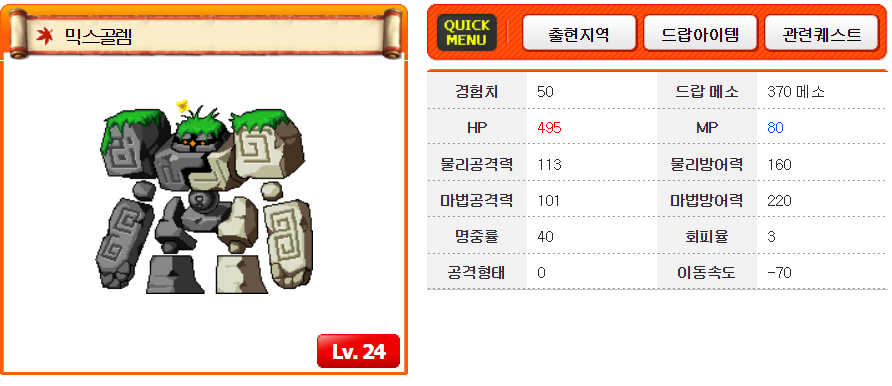 믹스골렘
Lv. 24
QUICK MENU
출현지역 드랍아이템 관련퀘스트
경험치 50 드랍 메소 370 메소
HP 495 MP 80
물리공격력 113 물리방어력 160
마법공격력 101 마법방어력 220
명중률 40 회피율 3
공격형태 0 이동속도 -70